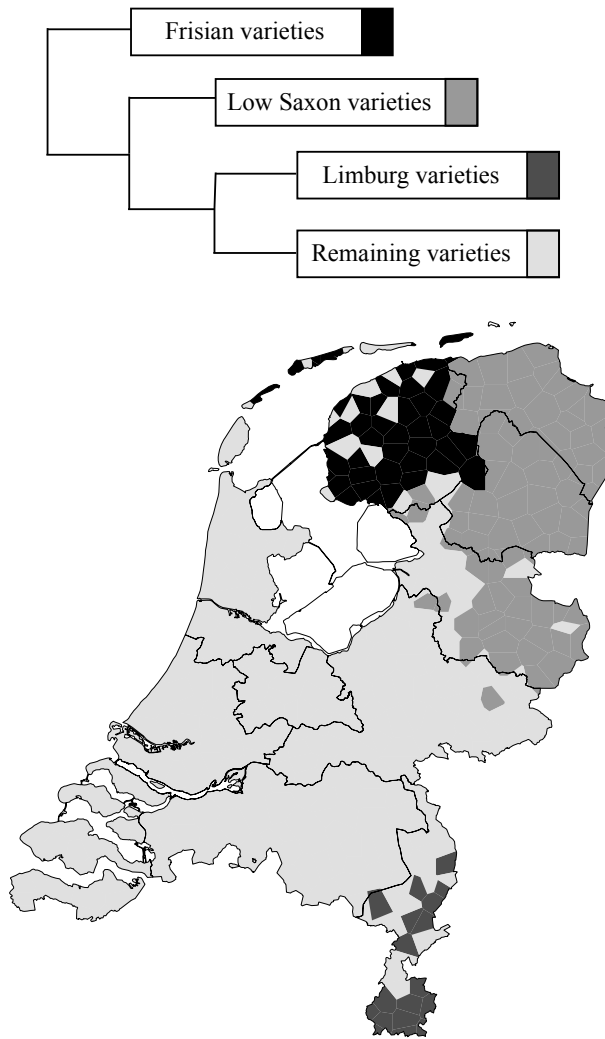 Frisian varieties
Low Saxon varieties
Limburg varieties
Remaining varieties